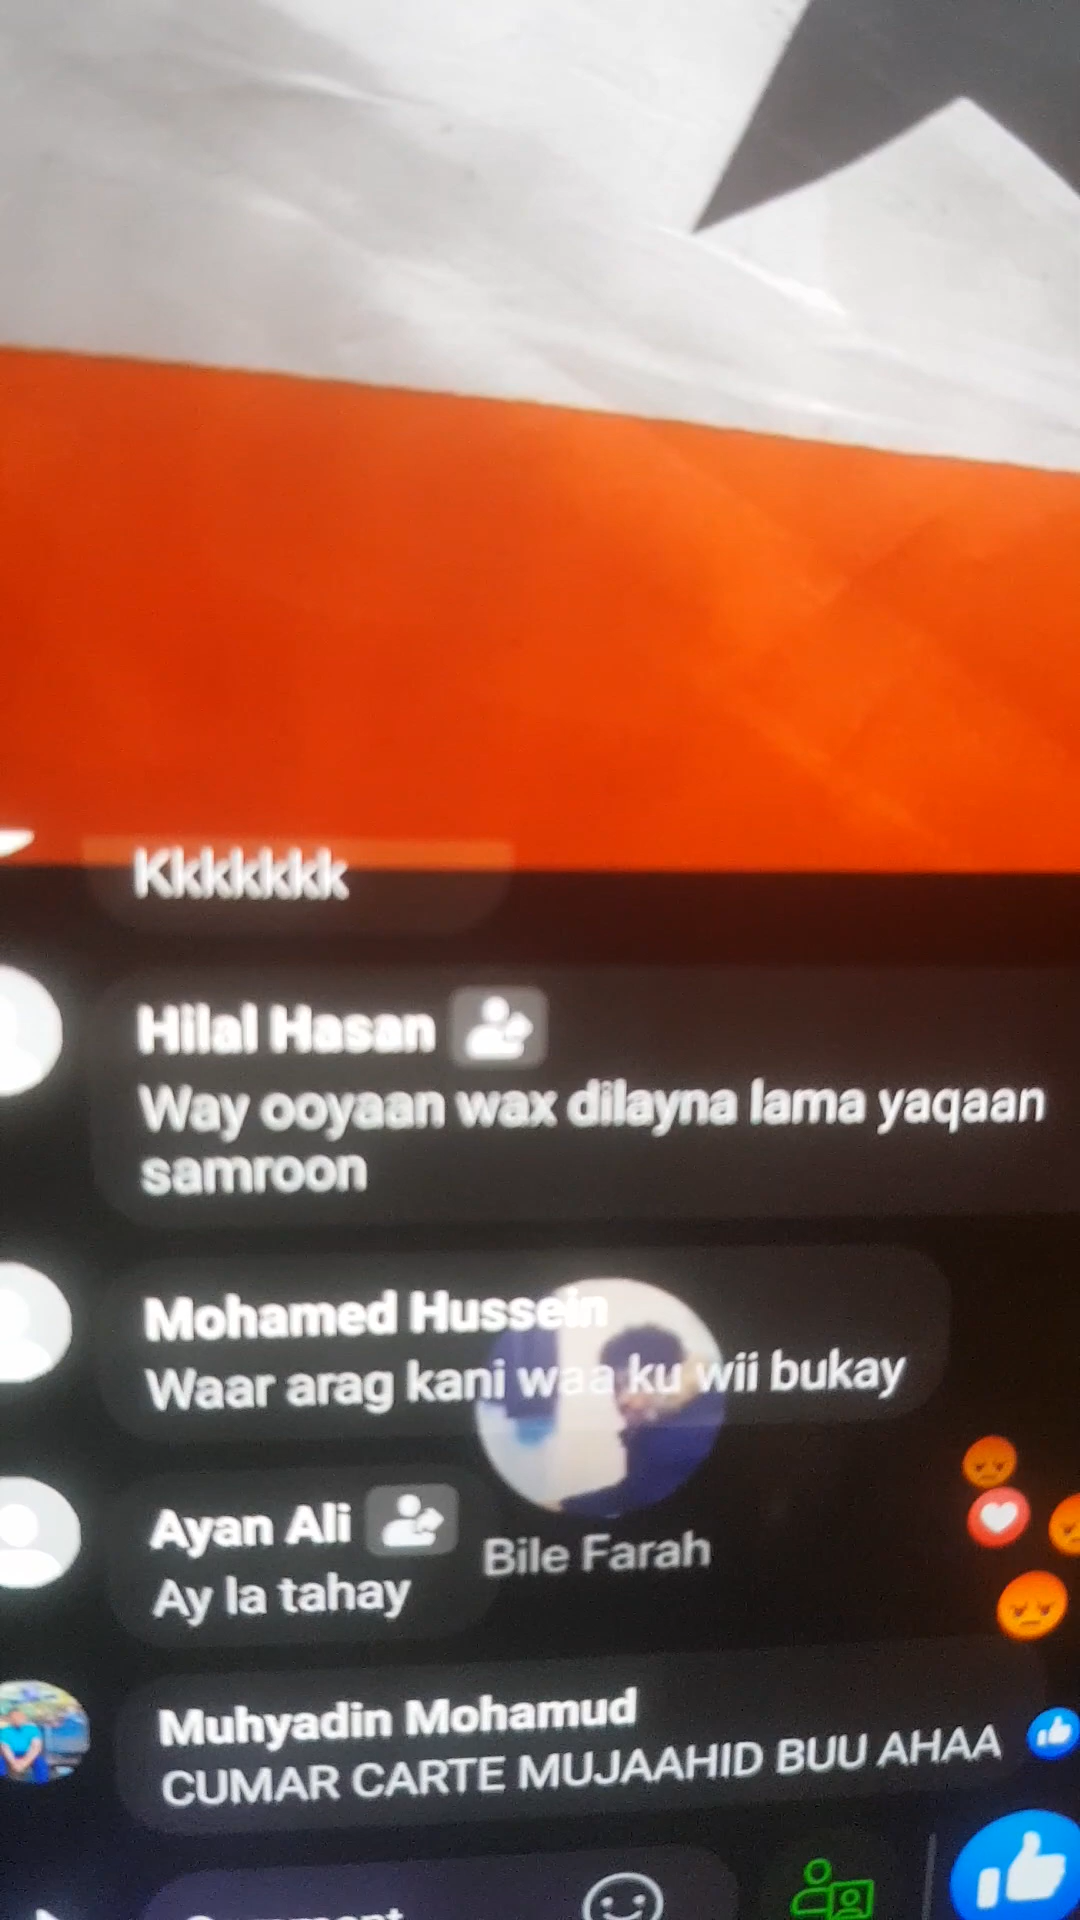 Kkkkkkk
Hilal Hasan
Way ooyaan wax dilayna lama yaqaan
samroon
Mohamed Hussein
Waar arag kani waa ku wii bukay
Ayan Ali
Ay la tahay
Bile Farah
Muhyadin Mohamud
CUMAR CARTE MUJAAHID BUU AHAA